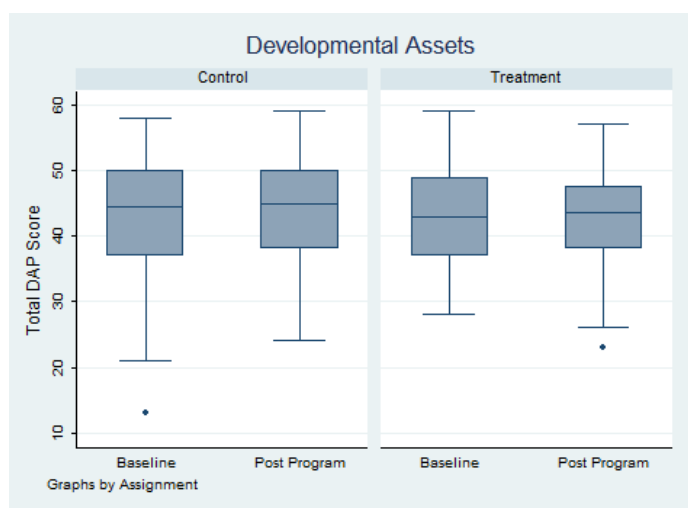 Developmental Assets
Control
Treatment
Total DAP Score
60
50
40
30
20
10
Baseline
Post Program
Baseline
Post Program
Graphs by Assignment